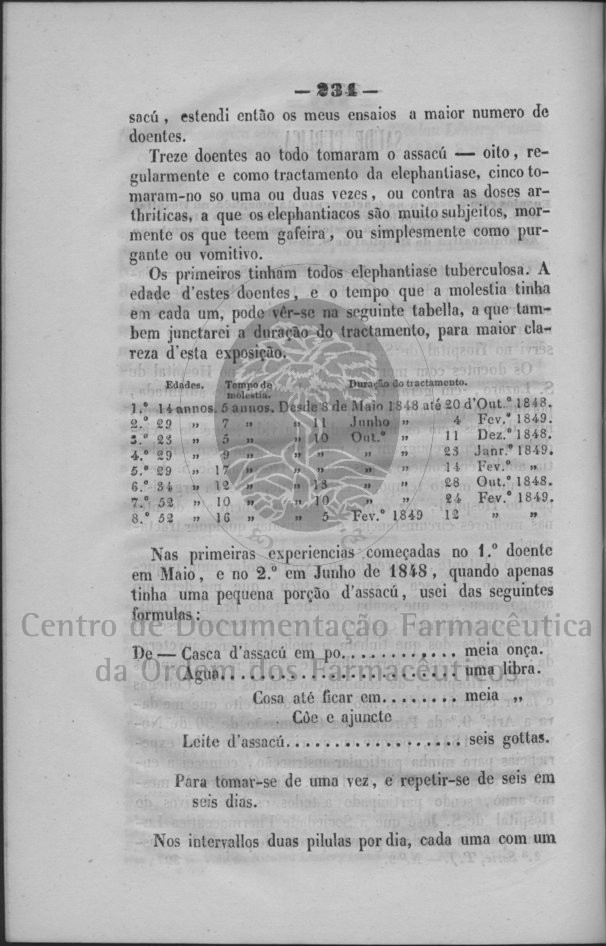 — 234 —
sacú, estendi então os meus ensaios a maior numero de
doentes.
Treze doentes ao todo tomaram o assacú — oito, re-
gularmente e como tractamento da elephantiase, cinco to-
maram-no so uma ou duas vezes, ou contra as doses ar-
thriticas, a que os elephantiacos são muito subjeitos, mor-
mente os que teem gafeira, ou simplesmente como pur-
gante ou vomitivo.
Os primeiros tinham todos elephantiase tuberculosa. A
edade d'estes doentes, e o tempo que a molestia tinha
em cada um, pode vêr-se na seguinte tabella, a que tam-
bem junctarei a duração do tractamento, para maior cla-
reza d'esta exposição.
Edades. Tempo de molestia. Duração do tractamento.
1.º 14 annos. 5 annos. Desde 8 de Maio 1848 até 20 d'Out.º 1848.
2.º 29 „ 7 „ „ 11 Junho „ 4 Fev.º 1849.
3.º 23 „ 5 „ „ 10 Out.º „ 11 Dez.º 1848.
4.º 29 „ 9 „ „ „ „ „ 23 Janr.º 1849.
5.º 29 „ 17 „ „ „ „ „ 14 Fev.º „
6.º 34 „ 12 „ „ 13 „ „ 28 Out.º 1848.
7.º 52 „ 10 „ „ 10 „ „ 24 Fev.º 1849.
8.º 52 „ 16 „ „ 5 Fev.º 1849 12 „ „
Nas primeiras experiencias começadas no 1.º doente
em Maio, e no 2.º em Junho de 1848, quando apenas
tinha uma pequena porção d'assacú, usei das seguintes
formulas:
Centro de Documentação Farmacêutica
De — Casca d'assacú em po............ meia onça.
da Ordem dos Farmacêuticos
Agua........................ uma libra.
Cosa até ficar em........ meia „
Côe e ajuncte
Leite d'assacú.................. seis gottas.
Para tomar-se de uma vez, e repetir-se de seis em
seis dias.
Nos intervallos duas pilulas por dia, cada uma com um